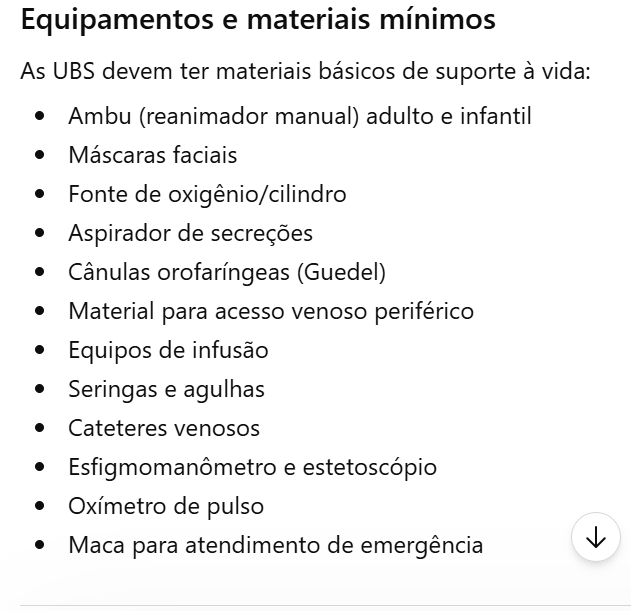 Equipamentos e materiais mínimos
As UBS devem ter materiais básicos de suporte à vida:
• Ambu (reanimador manual) adulto e infantil
• Máscaras faciais
• Fonte de oxigênio/cilindro
• Aspirador de secreções
• Cânulas orofaríngeas (Guedel)
• Material para acesso venoso periférico
• Equipos de infusão
• Seringas e agulhas
• Cateteres venosos
• Esfigmomanômetro e estetoscópio
• Oxímetro de pulso
• Maca para atendimento de emergência